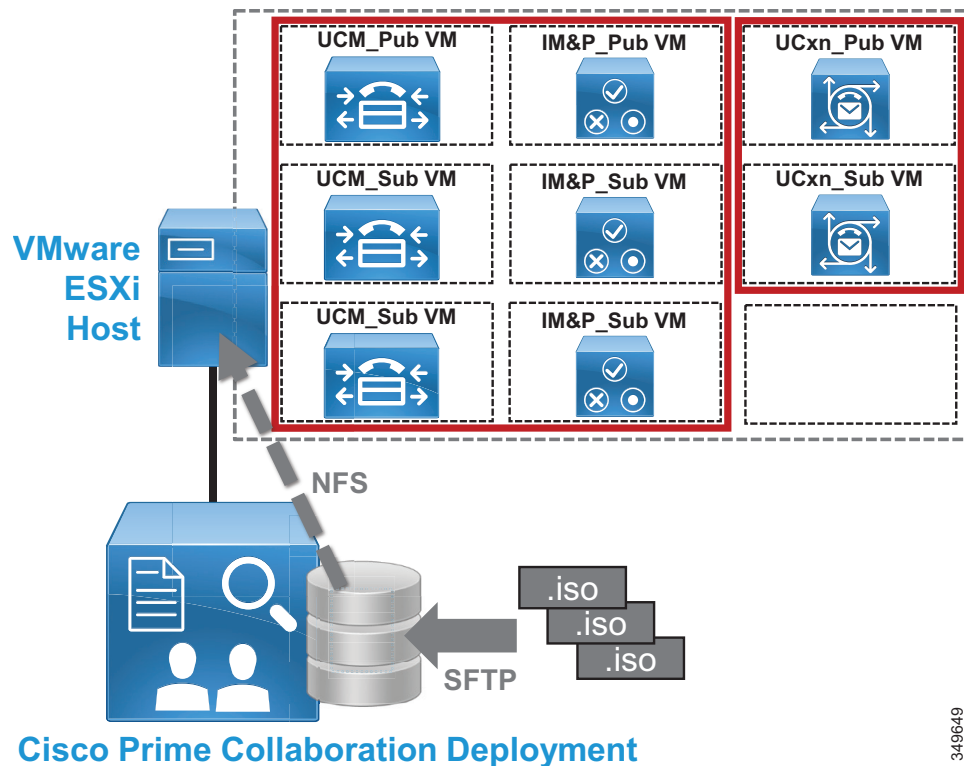 UCM_Pub VM
IM&P_Pub VM
UCxn_Pub VM
UCM_Sub VM
IM&P_Sub VM
UCxn_Sub VM
VMware
ESXi
Host
UCM_Sub VM
IM&P_Sub VM
NFS
.iso
.iso
.iso
SFTP
Cisco Prime Collaboration Deployment
349649